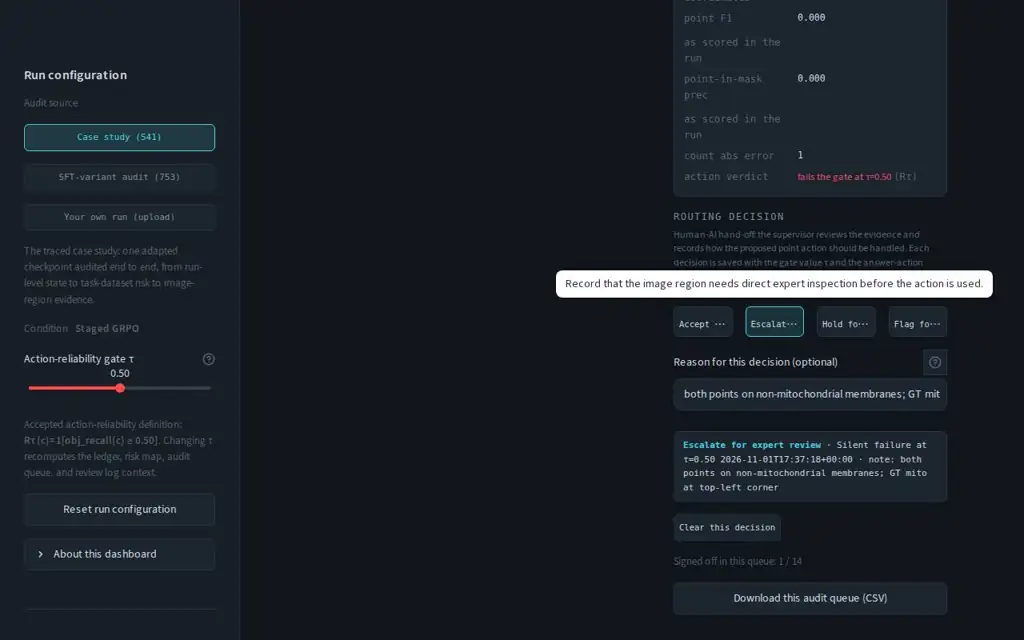 Run configuration
Audit source
Case study (541)
SFT-variant audit (753)
Your own run (upload)
The traced case study: one adapted
checkpoint audited end to end, from run-
level state to task-dataset risk to image-
region evidence.
Condition Staged GRPO
Action-reliability gate τ
0.50
Accepted action-reliability definition:
Rτ(c)=1[obj_recall(c) ≥ 0.50]. Changing τ
recomputes the ledger, risk map, audit
queue, and review log context.
Reset run configuration
About this dashboard
point F1 0.000
as scored in the
run
point-in-mask 0.000
prec
as scored in the
run
count abs error 1
action verdict fails the gate at τ=0.50 (Rτ)
ROUTING DECISION
Human-AI hand-off: the supervisor reviews the evidence and
records how the proposed point action should be handled. Each
decision is saved with the gate value τ and the answer-action
Record that the image region needs direct expert inspection before the action is used.
Accept ···
Escalat···
Hold fo···
Flag fo···
Reason for this decision (optional)
both points on non-mitochondrial membranes; GT mit
Escalate for expert review · Silent failure at
τ=0.50 2026-11-01T17:37:18+00:00 · note: both
points on non-mitochondrial membranes; GT mito
at top-left corner
Clear this decision
Signed off in this queue: 1 / 14
Download this audit queue (CSV)